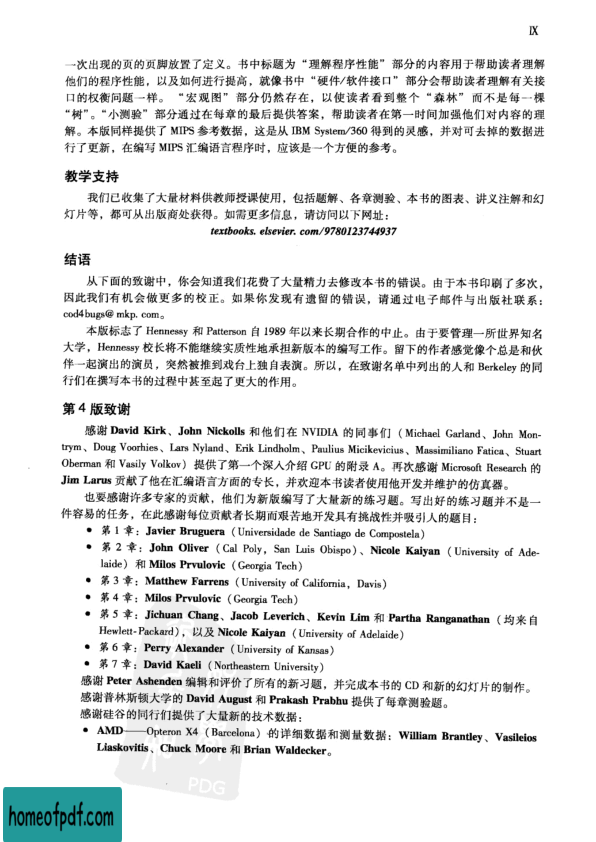 Ⅸ
一次出现的页的页脚放置了定义。书中标题为“理解程序性能”部分的内容用于帮助读者理解
他们的程序性能，以及如何进行提高，就像书中“硬件/软件接口”部分会帮助读者理解有关接
口的权衡问题一样。“宏观图”部分仍然存在，以使读者看到整个“森林”而不是每一棵
“树”。“小测验”部分通过在每章的最后提供答案，帮助读者在第一时间加强他们对内容的理
解。本版同样提供了 MIPS 参考数据，这是从 IBM System/360 得到的灵感，并对可去掉的数据进
行了更新，在编写 MIPS 汇编语言程序时，应该是一个方便的参考。
教学支持
我们已收集了大量材料供教师授课使用，包括题解、各章测验、本书的图表、讲义注解和幻
灯片等，都可从出版商处获得。如需更多信息，请访问以下网址：
textbooks. elsevier. com/9780123744937
结语
从下面的致谢中，你会知道我们花费了大量精力去修改本书的错误。由于本书印刷了多次，
因此我们有机会做更多的校正。如果你发现有遗留的错误，请通过电子邮件与出版社联系：
cod4bugs@ mkp. com。
本版标志了 Hennessy 和 Patterson 自 1989 年以来长期合作的中止。由于要管理一所世界知名
大学，Hennessy 校长将不能继续实质性地承担新版本的编写工作。留下的作者感觉像个总是和伙
伴一起演出的演员，突然被推到戏台上独自表演。所以，在致谢名单中列出的人和 Berkeley 的同
行们在撰写本书的过程中甚至起了更大的作用。
第 4 版致谢
感谢 David Kirk、John Nickolls 和他们在 NVIDIA 的同事们（Michael Garland、John Mon-
trym、Doug Voorhies、Lars Nyland、Erik Lindholm、Paulius Micikevicius、Massimiliano Fatica、Stuart
Oberman 和 Vasily Volkov）提供了第一个深入介绍 GPU 的附录 A。再次感谢 Microsoft Research 的
Jim Larus 贡献了他在汇编语言方面的专长，并欢迎本书读者使用他开发并维护的仿真器。
也要感谢许多专家的贡献，他们为新版编写了大量新的练习题。写出好的练习题并不是一
件容易的任务，在此感谢每位贡献者长期而艰苦地开发具有挑战性并吸引人的题目：
• 第 1 章：Javier Bruguera（Universidade de Santiago de Compostela）
• 第 2 章：John Oliver（Cal Poly，San Luis Obispo）、Nicole Kaiyan（University of Ade-
laide）和 Milos Prvulovic（Georgia Tech）
• 第 3 章：Matthew Farrens（University of California，Davis）
• 第 4 章：Milos Prvulovic（Georgia Tech）
• 第 5 章：Jichuan Chang、Jacob Leverich、Kevin Lim 和 Partha Ranganathan（均来自
Hewlett-Packard），以及 Nicole Kaiyan（University of Adelaide）
• 第 6 章：Perry Alexander（University of Kansas）
• 第 7 章：David Kaeli（Northeastern University）
感谢 Peter Ashenden 编辑和评价了所有的新习题，并完成本书的 CD 和新的幻灯片的制作。
感谢普林斯顿大学的 David August 和 Prakash Prabhu 提供了每章测验题。
感谢硅谷的同行们提供了大量新的技术数据：
• AMD——Opteron X4（Barcelona）的详细数据和测量数据：William Brantley、Vasileios
Liaskovitis、Chuck Moore 和 Brian Waldecker。
PDG
homeofpdf.com